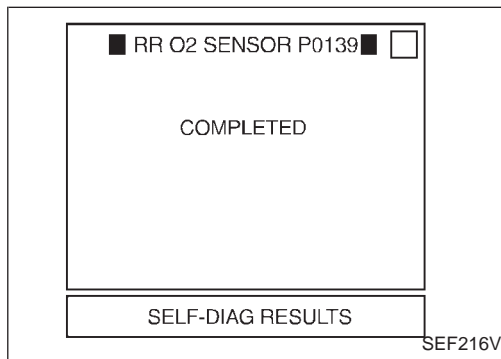 ■ RR O2 SENSOR P0139 ■ □
COMPLETED
SELF-DIAG RESULTS
SEF216V